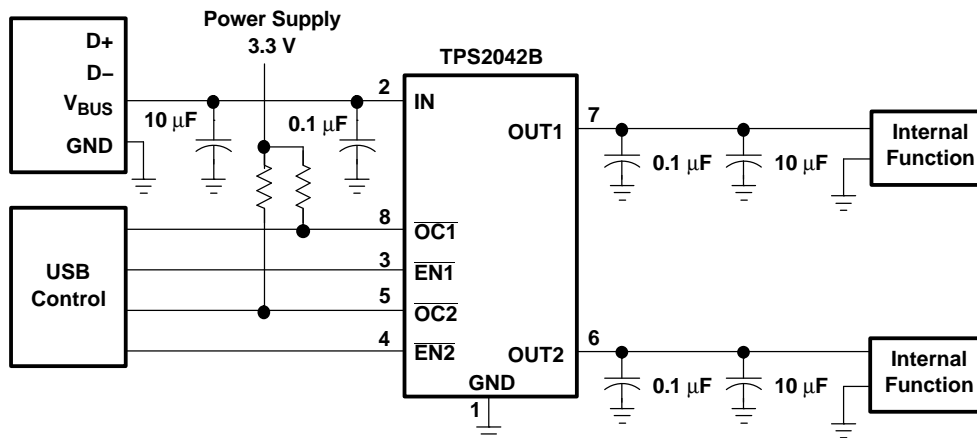 Power Supply
3.3 V
TPS2042B
D+
D−
V_BUS
GND
10 μF
0.1 μF
2
IN
7
OUT1
0.1 μF
10 μF
Internal
Function
USB
Control
8
OC1
3
EN1
5
OC2
4
EN2
GND
1
6
OUT2
0.1 μF
10 μF
Internal
Function